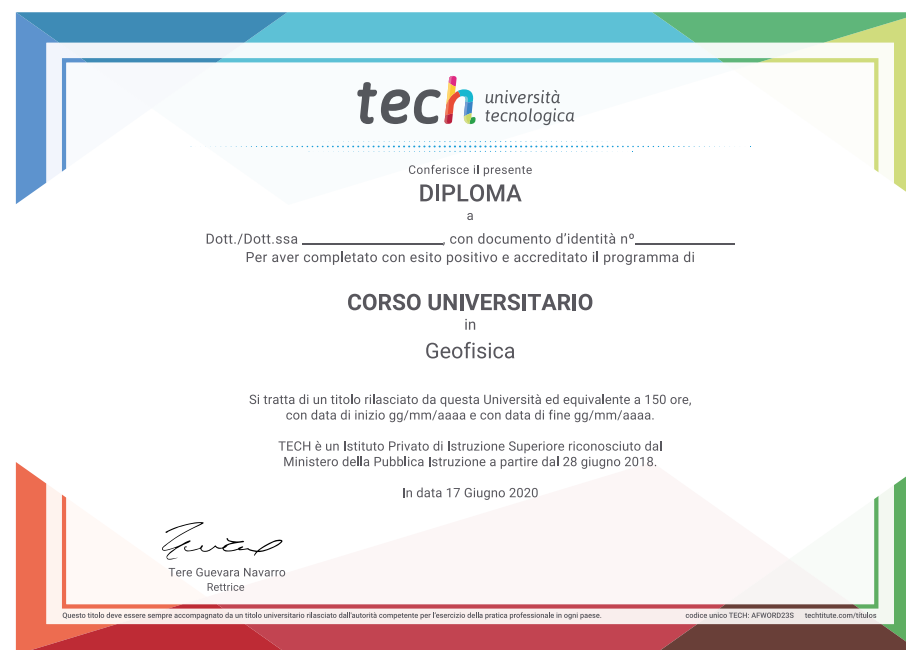 tech università
tecnologica
Conferisce il presente
DIPLOMA
a
Dott./Dott.ssa ____________________, con documento d'identità nº______________
Per aver completato con esito positivo e accreditato il programma di
CORSO UNIVERSITARIO
in
Geofisica
Si tratta di un titolo rilasciato da questa Università ed equivalente a 150 ore,
con data di inizio gg/mm/aaaa e con data di fine gg/mm/aaaa.
TECH è un Istituto Privato di Istruzione Superiore riconosciuto dal
Ministero della Pubblica Istruzione a partire dal 28 giugno 2018.
In data 17 Giugno 2020
Tere Guevara Navarro
Rettrice
Questo titolo deve essere sempre accompagnato da un titolo universitario rilasciato dall'autorità competente per l'esercizio della pratica professionale in ogni paese. codice unico TECH: AFWORD23S techtitute.com/titulos